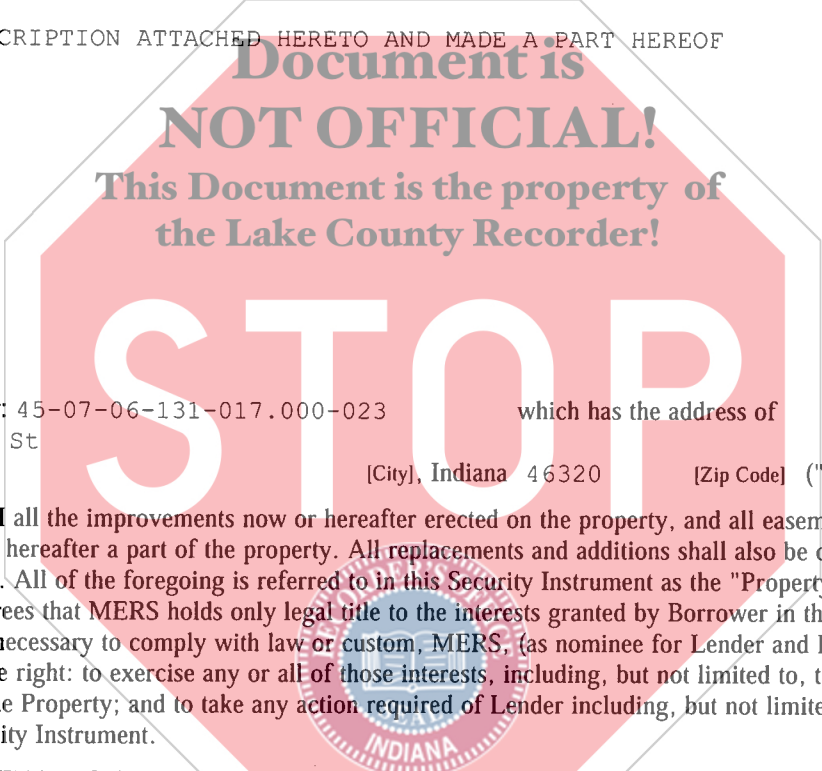 CRIPTION ATTACHED HERETO AND MADE A PART HEREOF
Document is
NOT OFFICIAL!
This Document is the property of
the Lake County Recorder!
STOP
: 45-07-06-131-017.000-023 which has the address of
St
[City], Indiana 46320 [Zip Code] ("
all the improvements now or hereafter erected on the property, and all easem
hereafter a part of the property. All replacements and additions shall also be c
. All of the foregoing is referred to in this Security Instrument as the "Property
rees that MERS holds only legal title to the interests granted by Borrower in th
necessary to comply with law or custom, MERS, (as nominee for Lender and
e right: to exercise any or all of those interests, including, but not limited to, t
e Property; and to take any action required of Lender including, but not limite
ity Instrument.
SEAL
INDIANA